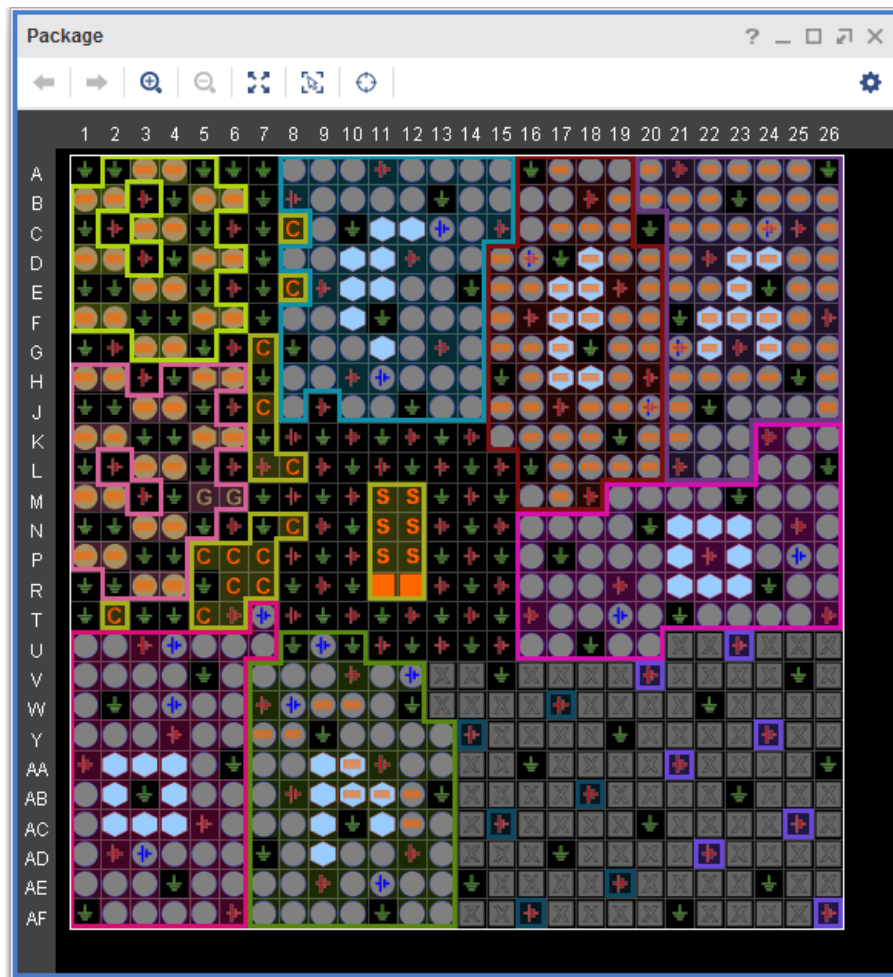 Package
1 2 3 4 5 6 7 8 9 10 11 12 13 14 15 16 17 18 19 20 21 22 23 24 25 26
A
B
C C
D
E C
F
G C
H
J C
K
L C
M G G S S
N C S S
P C C C S S
R C C
T C C
U X X X X X
V X X X X X X X X X X X
W X X X X X X X X X X X X
Y X X X X X X X X X X
AA X X X X X X X X X X
AB X X X X X X X X X X X
AC X X X X X X X X X X
AD X X X X X X X X X X X
AE X X X X X X X X X X
AF X X X X X X X X X X